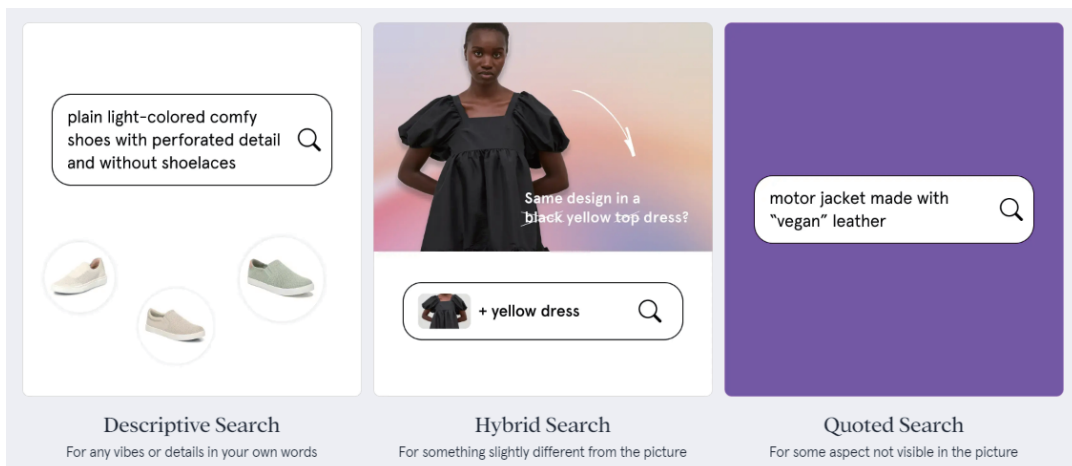 plain light-colored comfy
shoes with perforated detail
and without shoelaces
Descriptive Search
For any vibes or details in your own words
Same design in a
black yellow top dress?
+ yellow dress
Hybrid Search
For something slightly different from the picture
motor jacket made with
“vegan” leather
Quoted Search
For some aspect not visible in the picture